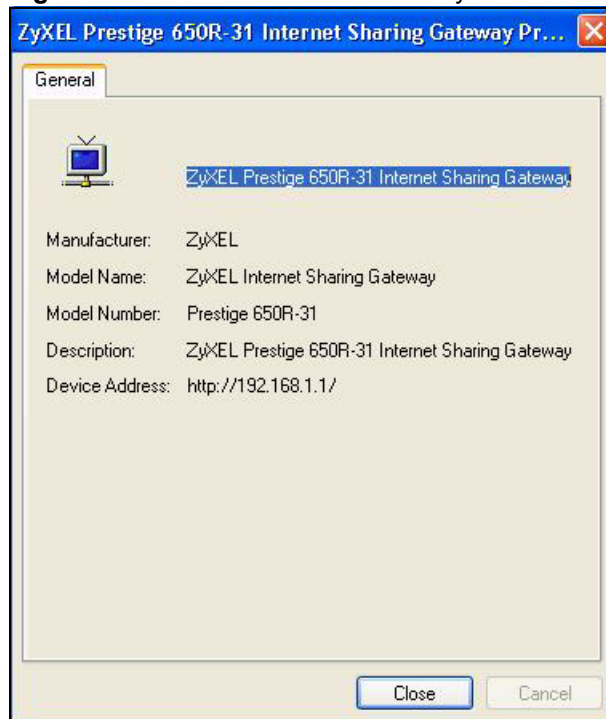 ZyXEL Prestige 650R-31 Internet Sharing Gateway Pr...
General
ZyXEL Prestige 650R-31 Internet Sharing Gateway
Manufacturer: ZyXEL
Model Name: ZyXEL Internet Sharing Gateway
Model Number: Prestige 650R-31
Description: ZyXEL Prestige 650R-31 Internet Sharing Gateway
Device Address: http://192.168.1.1/
Close Cancel